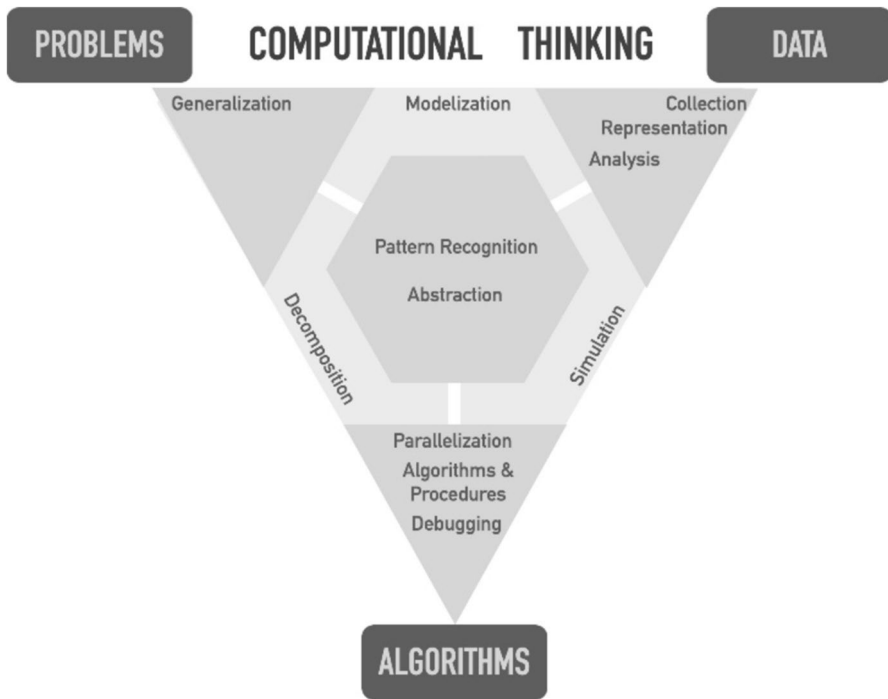 PROBLEMS
COMPUTATIONAL THINKING
DATA
Generalization
Modelization
Collection
Representation
Analysis
Pattern Recognition
Abstraction
Decomposition
Simulation
Parallelization
Algorithms &
Procedures
Debugging
ALGORITHMS